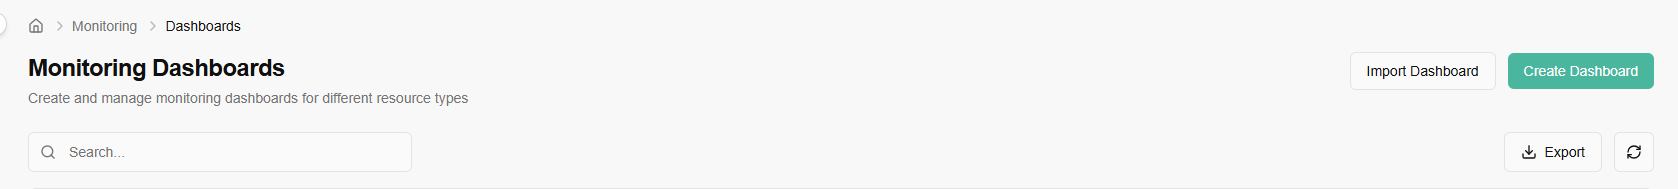 Monitoring Dashboards
Monitoring Dashboards
Import Dashboard
Create Dashboard
Create and manage monitoring dashboards for different resource types
Search...
Export